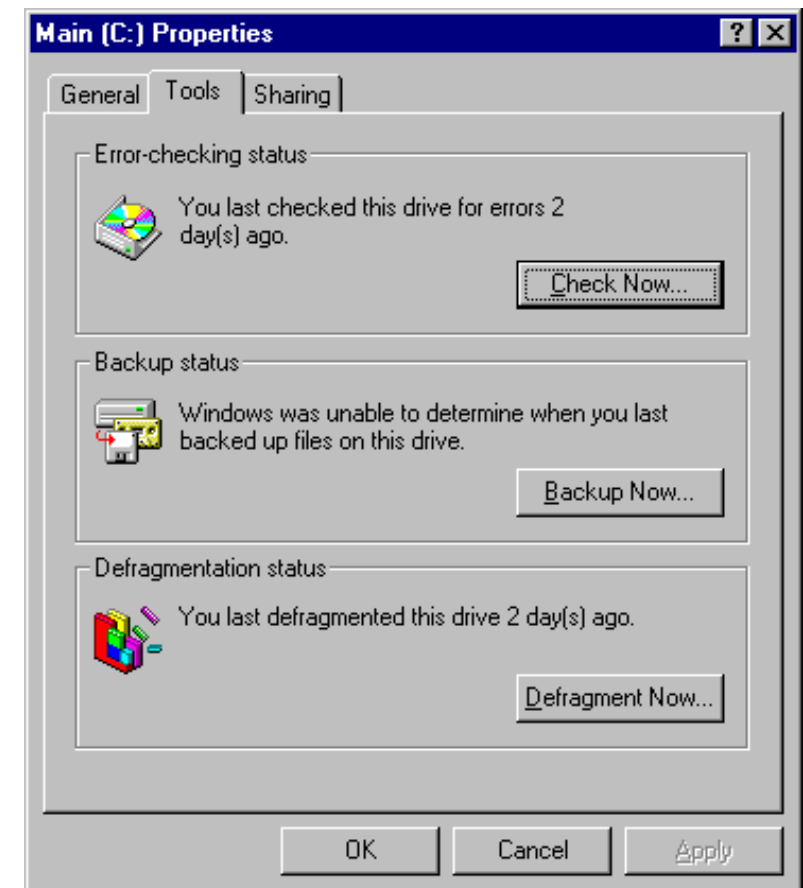 Main (C:) Properties
General Tools Sharing
Error-checking status
You last checked this drive for errors 2
day(s) ago.
Check Now...
Backup status
Windows was unable to determine when you last
backed up files on this drive.
Backup Now...
Defragmentation status
You last defragmented this drive 2 day(s) ago.
Defragment Now...
OK Cancel Apply